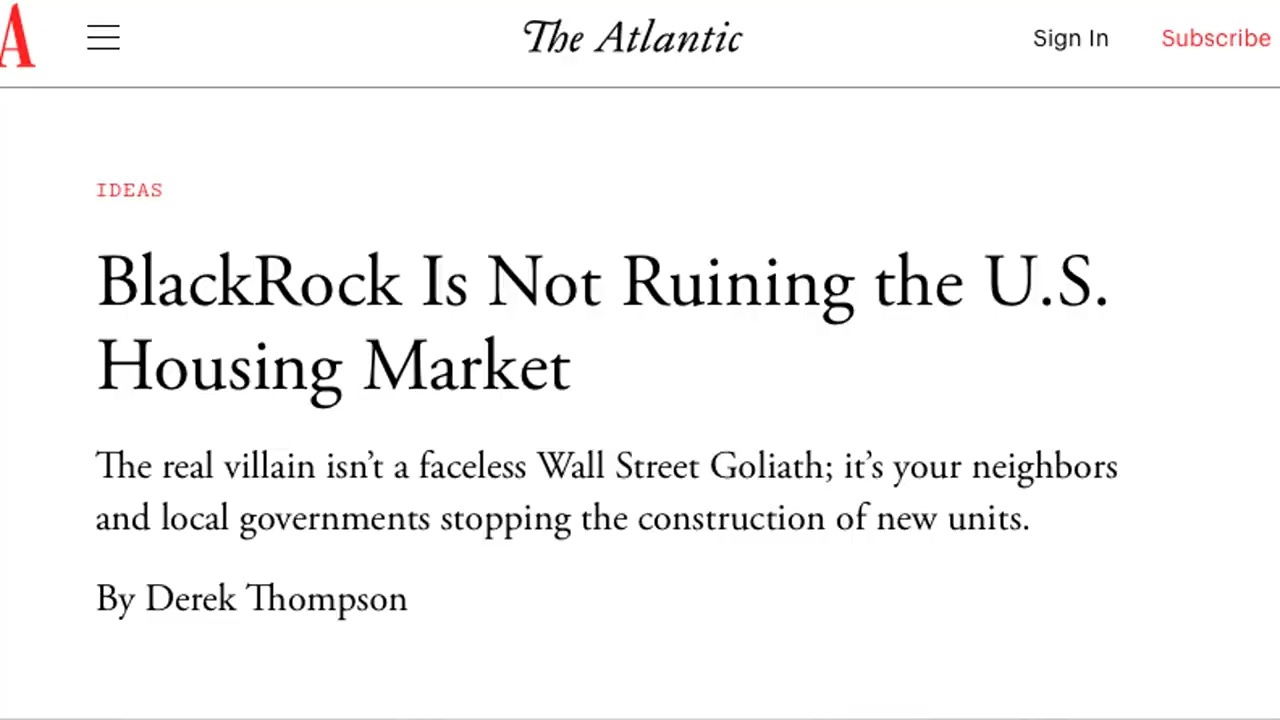 A
The Atlantic
Sign In
Subscribe
IDEAS
BlackRock Is Not Ruining the U.S.
Housing Market
The real villain isn’t a faceless Wall Street Goliath; it’s your neighbors
and local governments stopping the construction of new units.
By Derek Thompson